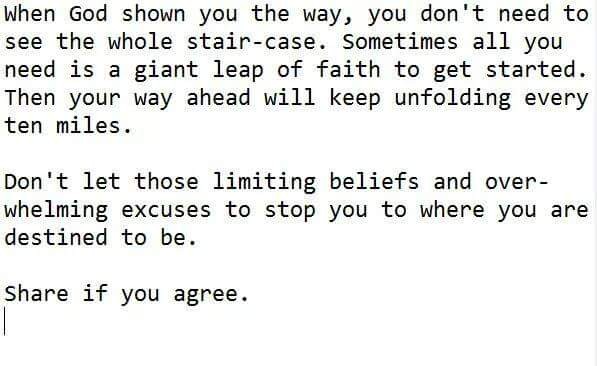 When God shown you the way, you don't need to
see the whole stair-case. Sometimes all you
need is a giant leap of faith to get started.
Then your way ahead will keep unfolding every
ten miles.
Don't let those limiting beliefs and over-
whelming excuses to stop you to where you are
destined to be.
Share if you agree.